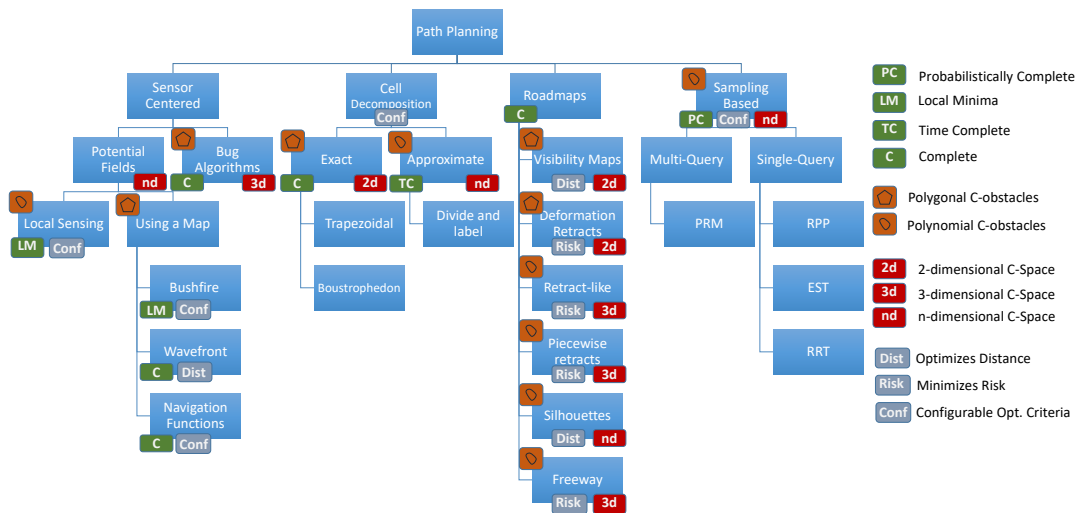 Path Planning
Sensor
Centered
Cell
Decomposition
Conf
Roadmaps
C
Sampling
Based
PC
Conf
nd
Potential
Fields
nd
Bug
Algorithms
C
3d
Exact
C
2d
Approximate
TC
nd
Visibility Maps
Dist
2d
Multi-Query
Single-Query
Local Sensing
LM
Conf
Using a Map
Trapezoidal
Divide and
label
Deformation
Retracts
Risk
2d
PRM
RPP
Bushfire
LM
Conf
Boustrophedon
Retract-like
Risk
3d
EST
Wavefront
C
Dist
Piecewise
retracts
Risk
3d
RRT
Navigation
Functions
C
Conf
Silhouettes
Dist
nd
Freeway
Risk
3d
PC Probabilistically Complete
LM Local Minima
TC Time Complete
C Complete
Polygonal C-obstacles
Polynomial C-obstacles
2d 2-dimensional C-Space
3d 3-dimensional C-Space
nd n-dimensional C-Space
Dist Optimizes Distance
Risk Minimizes Risk
Conf Configurable Opt. Criteria